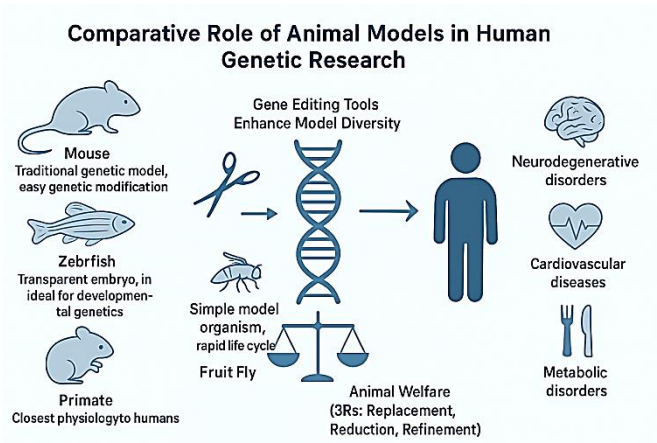 Comparative Role of Animal Models in Human
Genetic Research
Mouse
Traditional genetic model,
easy genetic modification
Zebrfish
Transparent embryo, in
ideal for developmen-
tal genetics
Primate
Closest physiologyto humans
Gene Editing Tools
Enhance Model Diversity
Simple model
organism,
rapid life cycle
Fruit Fly
Animal Welfare
(3Rs: Replacement,
Reduction, Refinement)
Neurodegenerative
disorders
Cardiovascular
diseases
Metabolic
disorders